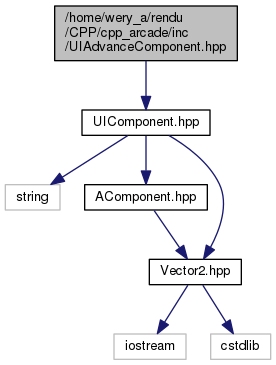 /home/wery_a/rendu
/CPP/cpp_arcade/inc
/UIAdvanceComponent.hpp
UIComponent.hpp
string
AComponent.hpp
Vector2.hpp
iostream
cstdlib